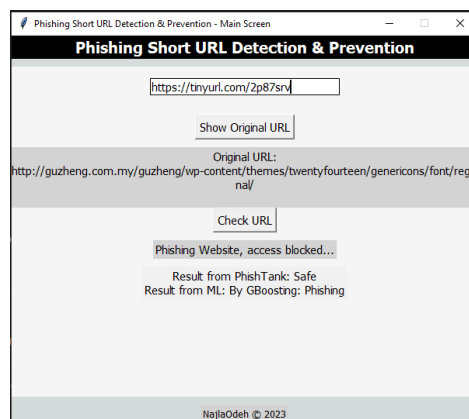 Phishing Short URL Detection & Prevention - Main Screen
Phishing Short URL Detection & Prevention
https://tinyurl.com/2p87srv
Show Original URL
Original URL:
http://guzheng.com.my/guzheng/wp-content/themes/twentyfourteen/genericons/font/reg
nal/
Check URL
Phishing Website, access blocked...
Result from PhishTank: Safe
Result from ML: By GBoosting: Phishing
NajlaOdeh © 2023